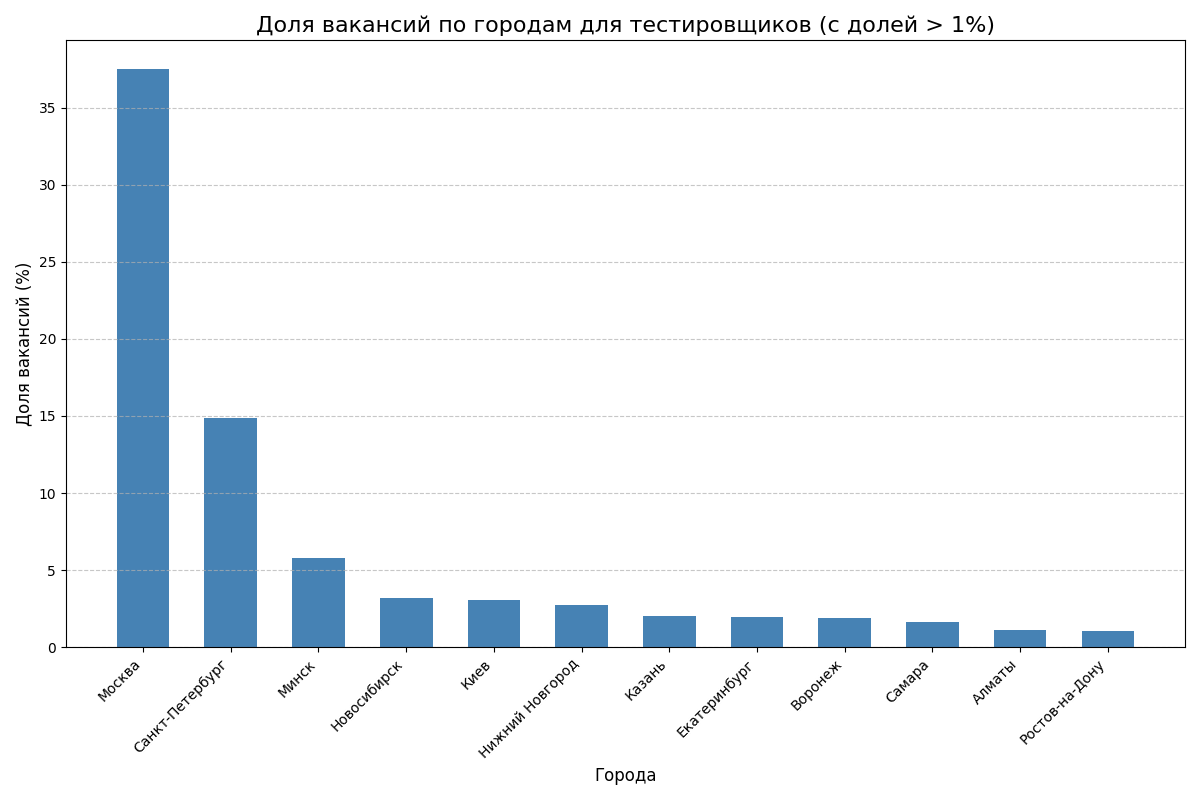 Доля вакансий по городам для тестировщиков (с долей > 1%)
Доля вакансий (%)
35
30
25
20
15
10
5
0
Москва
Санкт-Петербург
Минск
Новосибирск
Киев
Нижний Новгород
Казань
Екатеринбург
Воронеж
Самара
Алматы
Ростов-на-Дону
Города